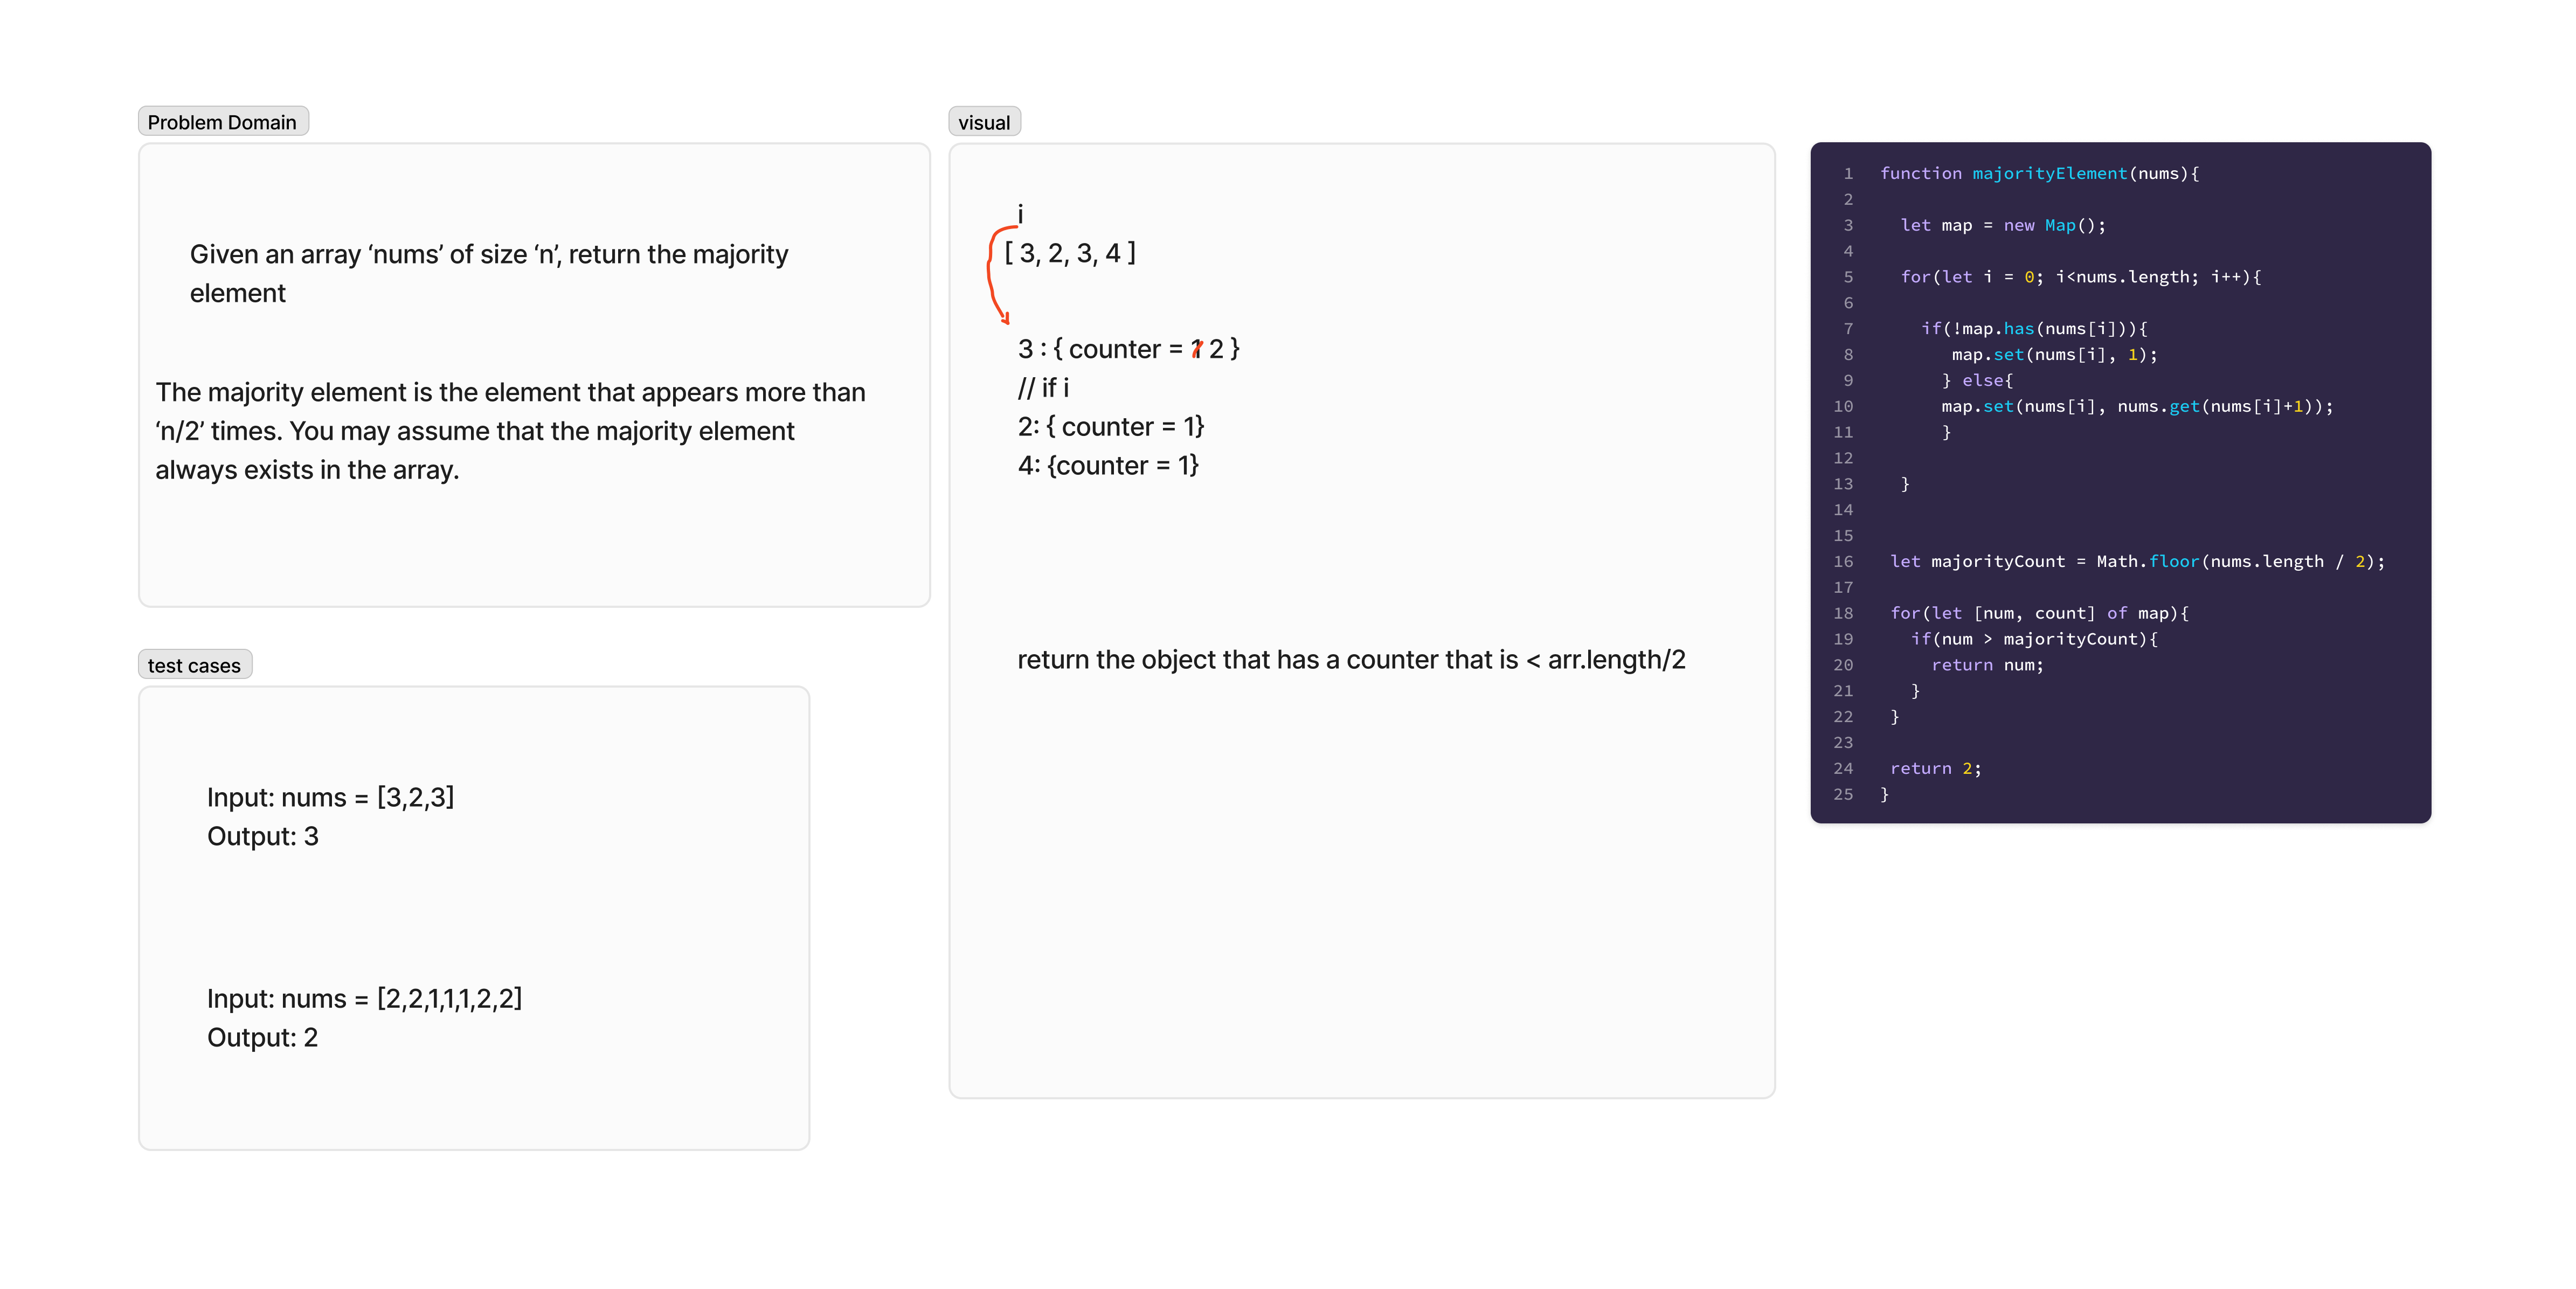 Problem Domain
Given an array ‘nums’ of size ‘n’, return the majority
element
The majority element is the element that appears more than
‘n/2’ times. You may assume that the majority element
always exists in the array.
test cases
Input: nums = [3,2,3]
Output: 3
Input: nums = [2,2,1,1,1,2,2]
Output: 2
visual
i
[ 3, 2, 3, 4 ]
3 : { counter = 1 2 }
// if i
2: { counter = 1}
4: {counter = 1}
return the object that has a counter that is < arr.length/2
1 function majorityElement(nums){
2
3 let map = new Map();
4
5 for(let i = 0; i<nums.length; i++){
6
7 if(!map.has(nums[i])){
8 map.set(nums[i], 1);
9 } else{
10 map.set(nums[i], nums.get(nums[i]+1));
11 }
12
13 }
14
15
16 let majorityCount = Math.floor(nums.length / 2);
17
18 for(let [num, count] of map){
19 if(num > majorityCount){
20 return num;
21 }
22 }
23
24 return 2;
25 }